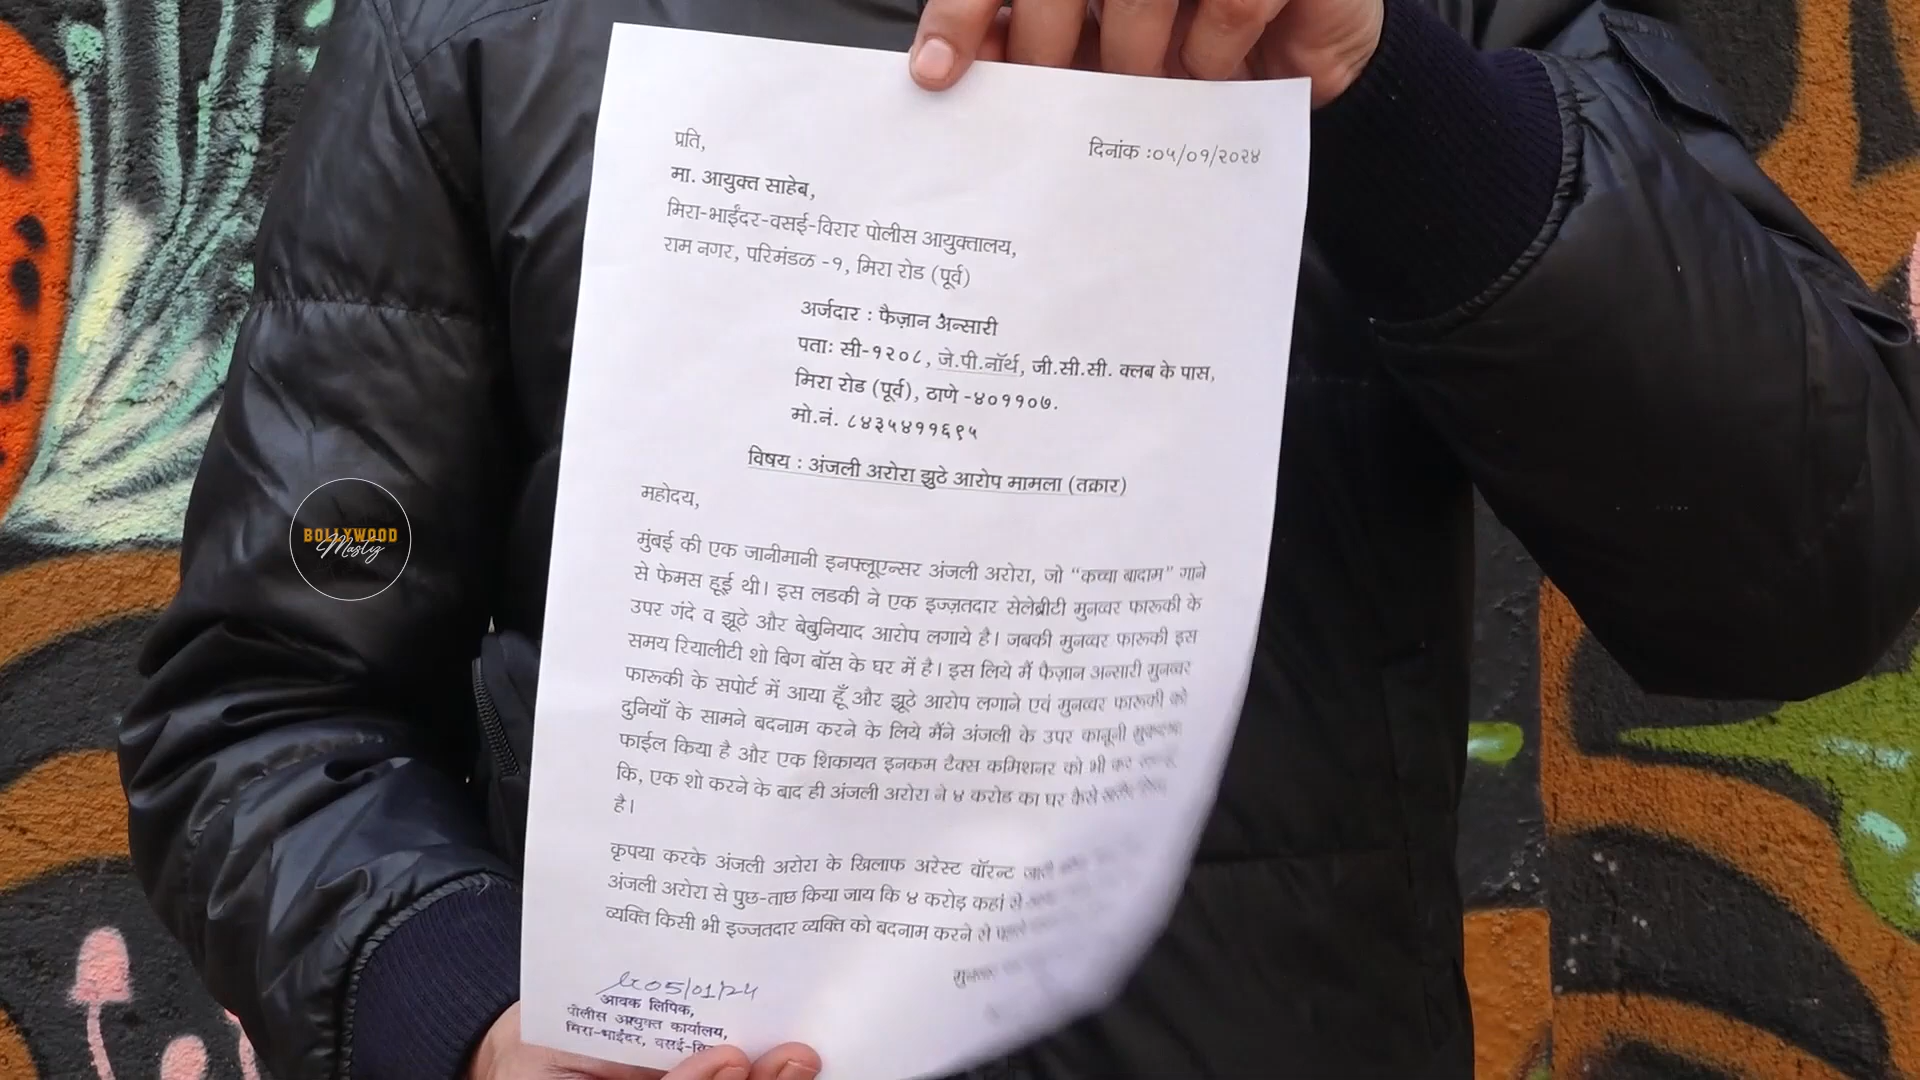 प्रति,
दिनांक :०५/०१/२०२४
मा. आयुक्त साहेब,
मिरा-भाईंदर-वसई-विरार पोलीस आयुक्तालय,
राम नगर, परिमंडळ -१, मिरा रोड (पूर्व)
अर्जदार : फैज़ान अन्सारी
पताः सी-१२०८, जे.पी.नॉर्थ, जी.सी.सी. क्लब के पास,
मिरा रोड (पूर्व), ठाणे -४०११०७.
मो.नं. ८४३५४११६९५
विषय : अंजली अरोरा झुटे आरोप मामला (तक्रार)
महोदय,
मुंबई की एक जानीमानी इनफ्लूएन्सर अंजली अरोरा, जो “कच्चा बादाम” गाने
से फेमस हूई थी। इस लडकी ने एक इज्ज़तदार सेलेब्रीटी मुनव्वर फारूकी के
उपर गंदे व झूटे और बेबुनियाद आरोप लगाये है। जबकी मुनव्वर फारूकी इस
समय रियालीटी शो बिग बॉस के घर में है। इस लिये मैं फैज़ान अन्सारी मुनव्वर
फारूकी के सपोर्ट में आया हूँ और झूठे आरोप लगाने एवं मुनव्वर फारूकी को
दुनियाँ के सामने बदनाम करने के लिये मैंने अंजली के उपर कानूनी
फाईल किया है और एक शिकायत इनकम टैक्स कमिशनर को भी कर
कि, एक शो करने के बाद ही अंजली अरोरा ने ४ करोड का घर कैसे
है।
कृपया करके अंजली अरोरा के खिलाफ अरेस्ट वॉरन्ट
अंजली अरोरा से पुछ-ताछ किया जाय कि ४ करोड़ कहां से
व्यक्ति किसी भी इज्जतदार व्यक्ति को बदनाम करने से पहले
05/01/24
आवक लिपिक,
पोलीस आयुक्त कार्यालय,
मिरा-भाईंदर, वसई-
BOLLYWOOD
Mastiz